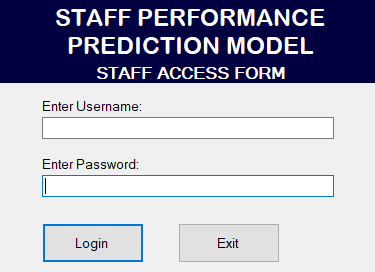 STAFF PERFORMANCE
PREDICTION MODEL
STAFF ACCESS FORM
Enter Username:
Enter Password:
Login
Exit